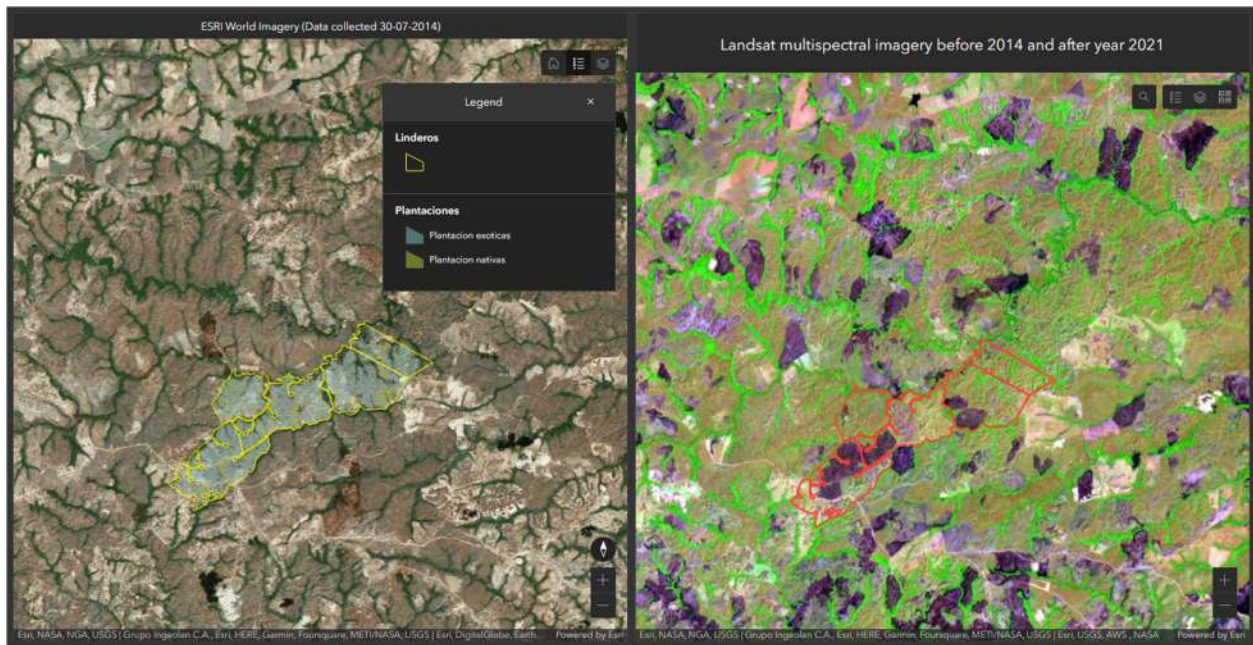 ESRI World Imagery (Data collected 30-07-2014)
Legend
Linderos
Plantaciones
Plantacion exoticas
Plantacion nativas
Esri, NASA, NGA, USGS | Grupo Ingeolan C.A., Esri, HERE, Garmin, Foursquare, METI/NASA, USGS | Esri, DigitalGlobe, Earth... Powered by Esri
Landsat multispectral imagery before 2014 and after year 2021
Esri, NASA, NGA, USGS | Grupo Ingeolan C.A., Esri, HERE, Garmin, Foursquare, METI/NASA, USGS | Esri, USGS, AWS , NASA Powered by Esri